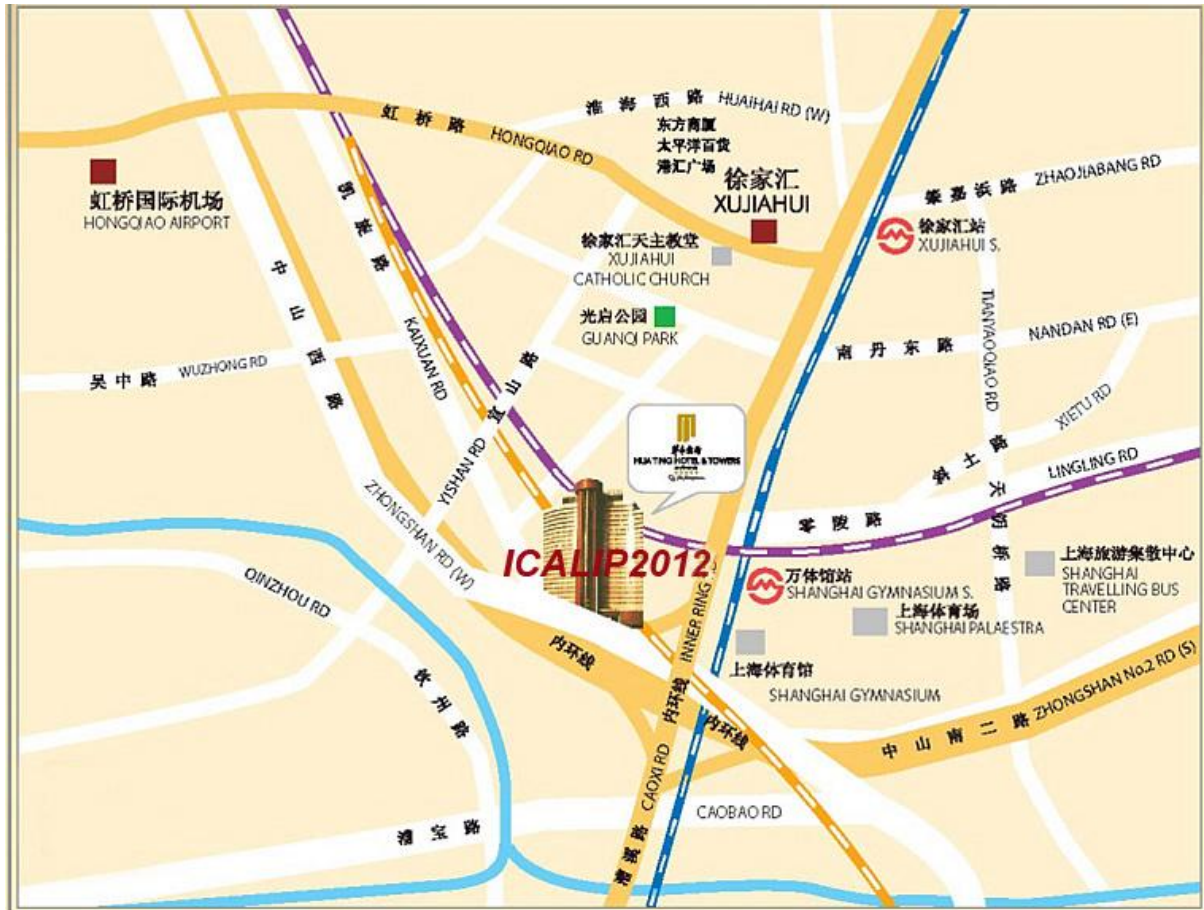 淮海西路 HUAIHAI RD (W)
虹桥路 HONGQIAO RD
东方商厦
太平洋百货
港汇广场
徐家汇
XUJIAHUI
肇嘉浜路 ZHAOJIABANG RD
虹桥国际机场
HONGQIAO AIRPORT
凯旋路
KAIXUAN RD
徐家汇站
XUJIAHUI S.
徐家汇天主教堂
XUJIAHUI
CATHOLIC CHURCH
中山西路
光启公园
GUANQI PARK
TIANYAOQIAO RD
南丹东路 NANDAN RD (E)
吴中路 WUZHONG RD
宜山路
YISHAN RD
XIETU RD
斜土路
HUATING HOTEL & TOWERS
LINGLING RD
零陵路
天钥桥路
ZHONGSHAN RD (W)
ICALIP2012
INNER RING
万体馆站
SHANGHAI GYMNASIUM S.
上海旅游集散中心
SHANGHAI
TRAVELLING BUS
CENTER
上海体育场
SHANGHAI PALAESTRA
QINZHOU RD
钦州路
内环线
内环线
内环线
上海体育馆
SHANGHAI GYMNASIUM
中山南二路 ZHONGSHAN No.2 RD (S)
CAOXI RD
漕溪路
CAOBAO RD
漕宝路